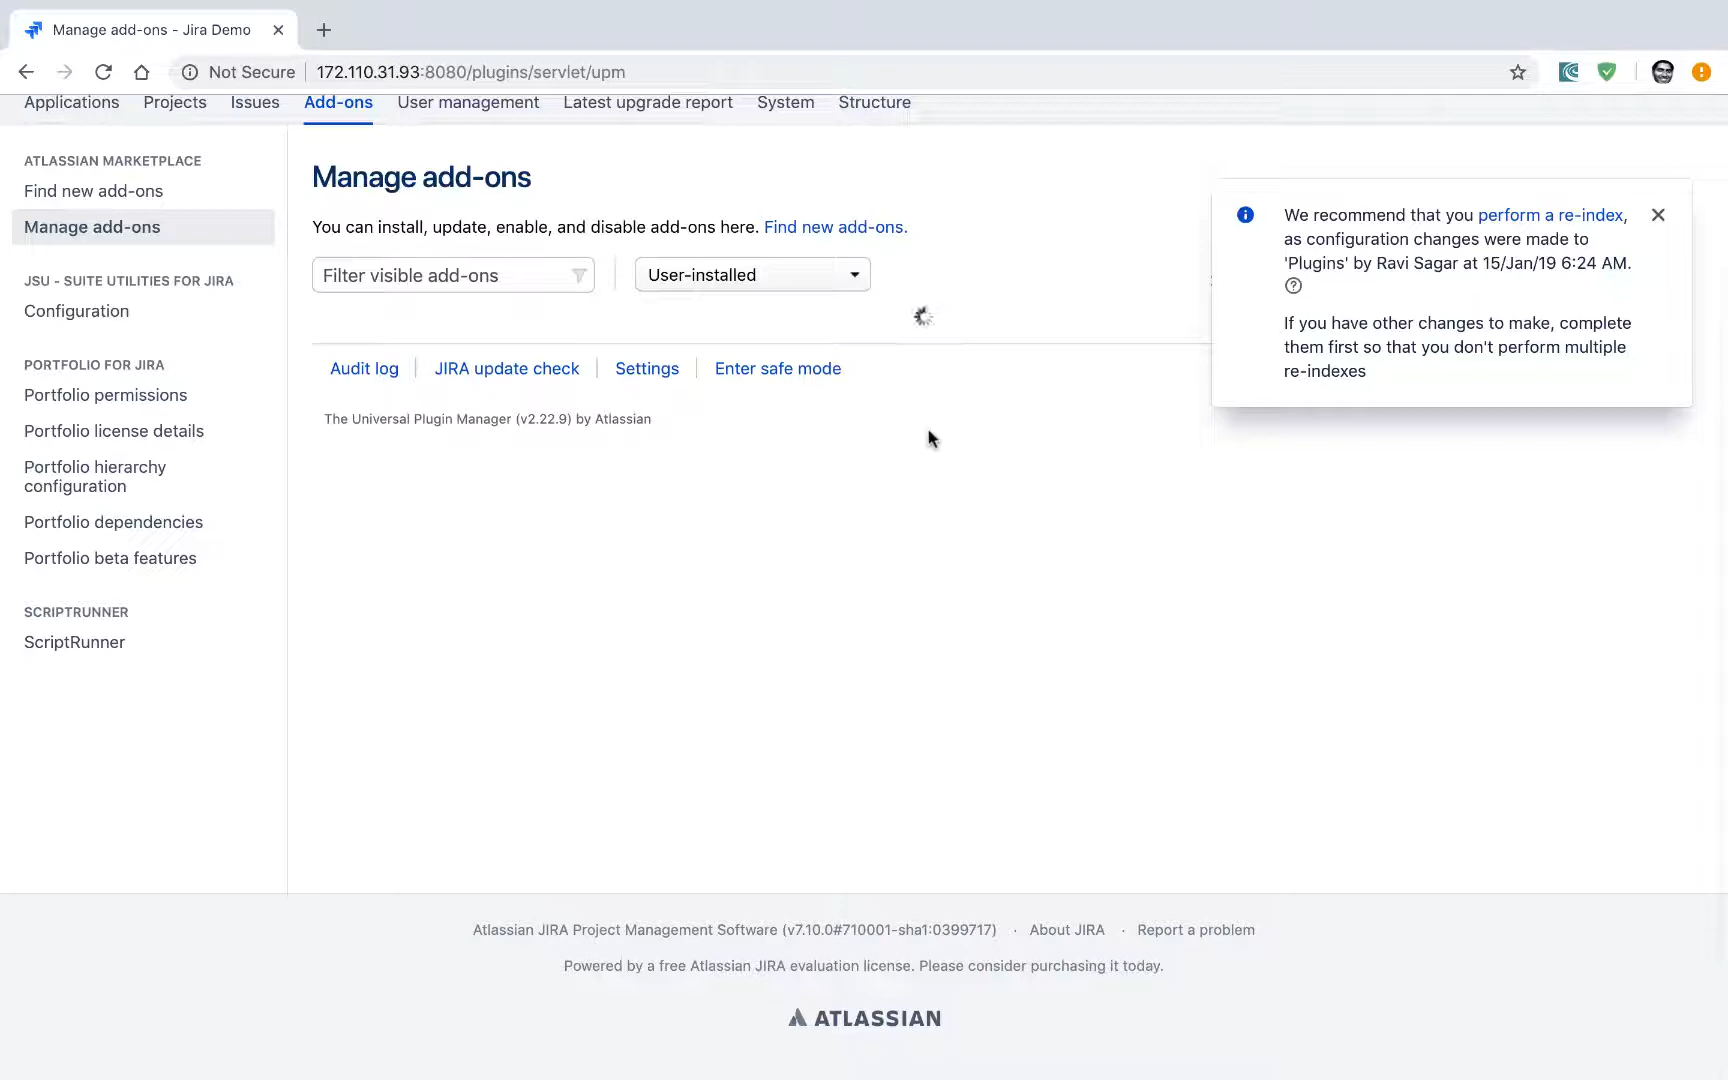 Manage add-ons - Jira Demo
Not Secure
172.110.31.93:8080/plugins/servlet/upm
Applications Projects Issues Add-ons User management Latest upgrade report System Structure
ATLASSIAN MARKETPLACE
Find new add-ons
Manage add-ons
JSU - SUITE UTILITIES FOR JIRA
Configuration
PORTFOLIO FOR JIRA
Portfolio permissions
Portfolio license details
Portfolio hierarchy
configuration
Portfolio dependencies
Portfolio beta features
SCRIPTRUNNER
ScriptRunner
Manage add-ons
You can install, update, enable, and disable add-ons here. Find new add-ons.
Filter visible add-ons
User-installed
Audit log JIRA update check Settings Enter safe mode
The Universal Plugin Manager (v2.22.9) by Atlassian
We recommend that you perform a re-index,
as configuration changes were made to
'Plugins' by Ravi Sagar at 15/Jan/19 6:24 AM.
If you have other changes to make, complete
them first so that you don't perform multiple
re-indexes
Atlassian JIRA Project Management Software (v7.10.0#710001-sha1:0399717) · About JIRA · Report a problem
Powered by a free Atlassian JIRA evaluation license. Please consider purchasing it today.
ATLASSIAN